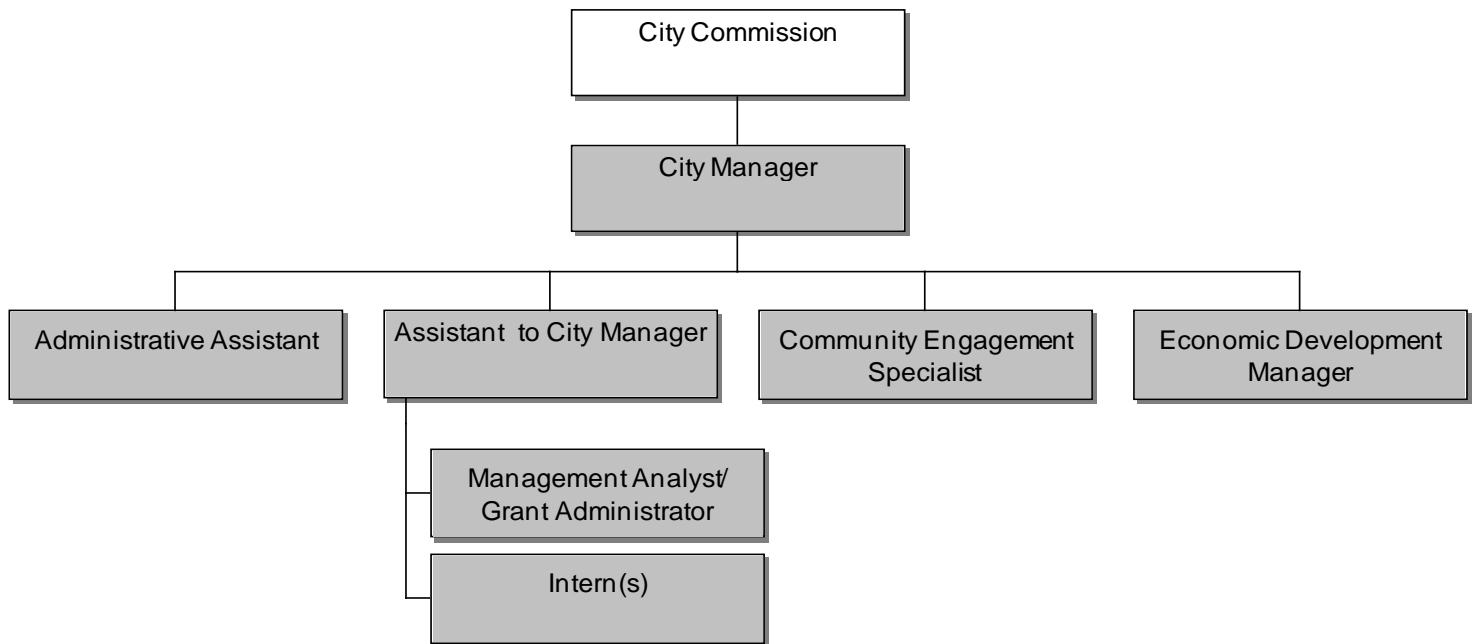 City Commission
City Manager
Administrative Assistant
Assistant to City Manager
Community Engagement
Specialist
Economic Development
Manager
Management Analyst/
Grant Administrator
Intern(s)